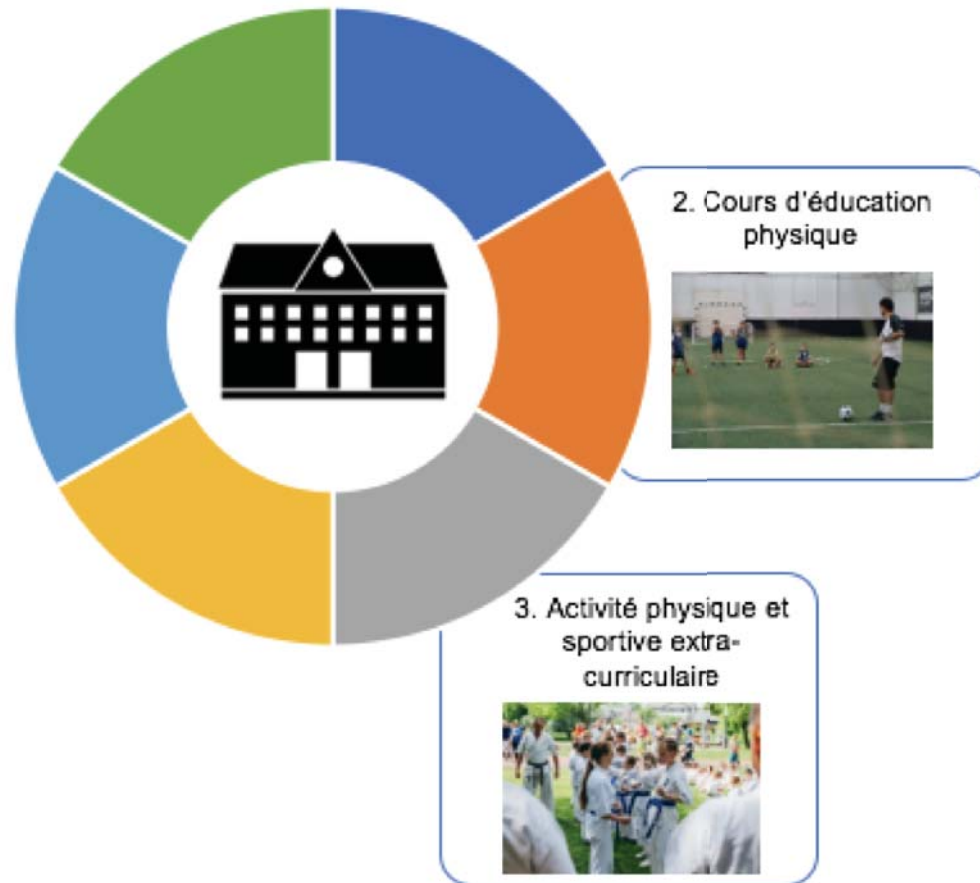 2. Cours d'éducation
physique
3. Activité physique et
sportive extra-
curriculaire